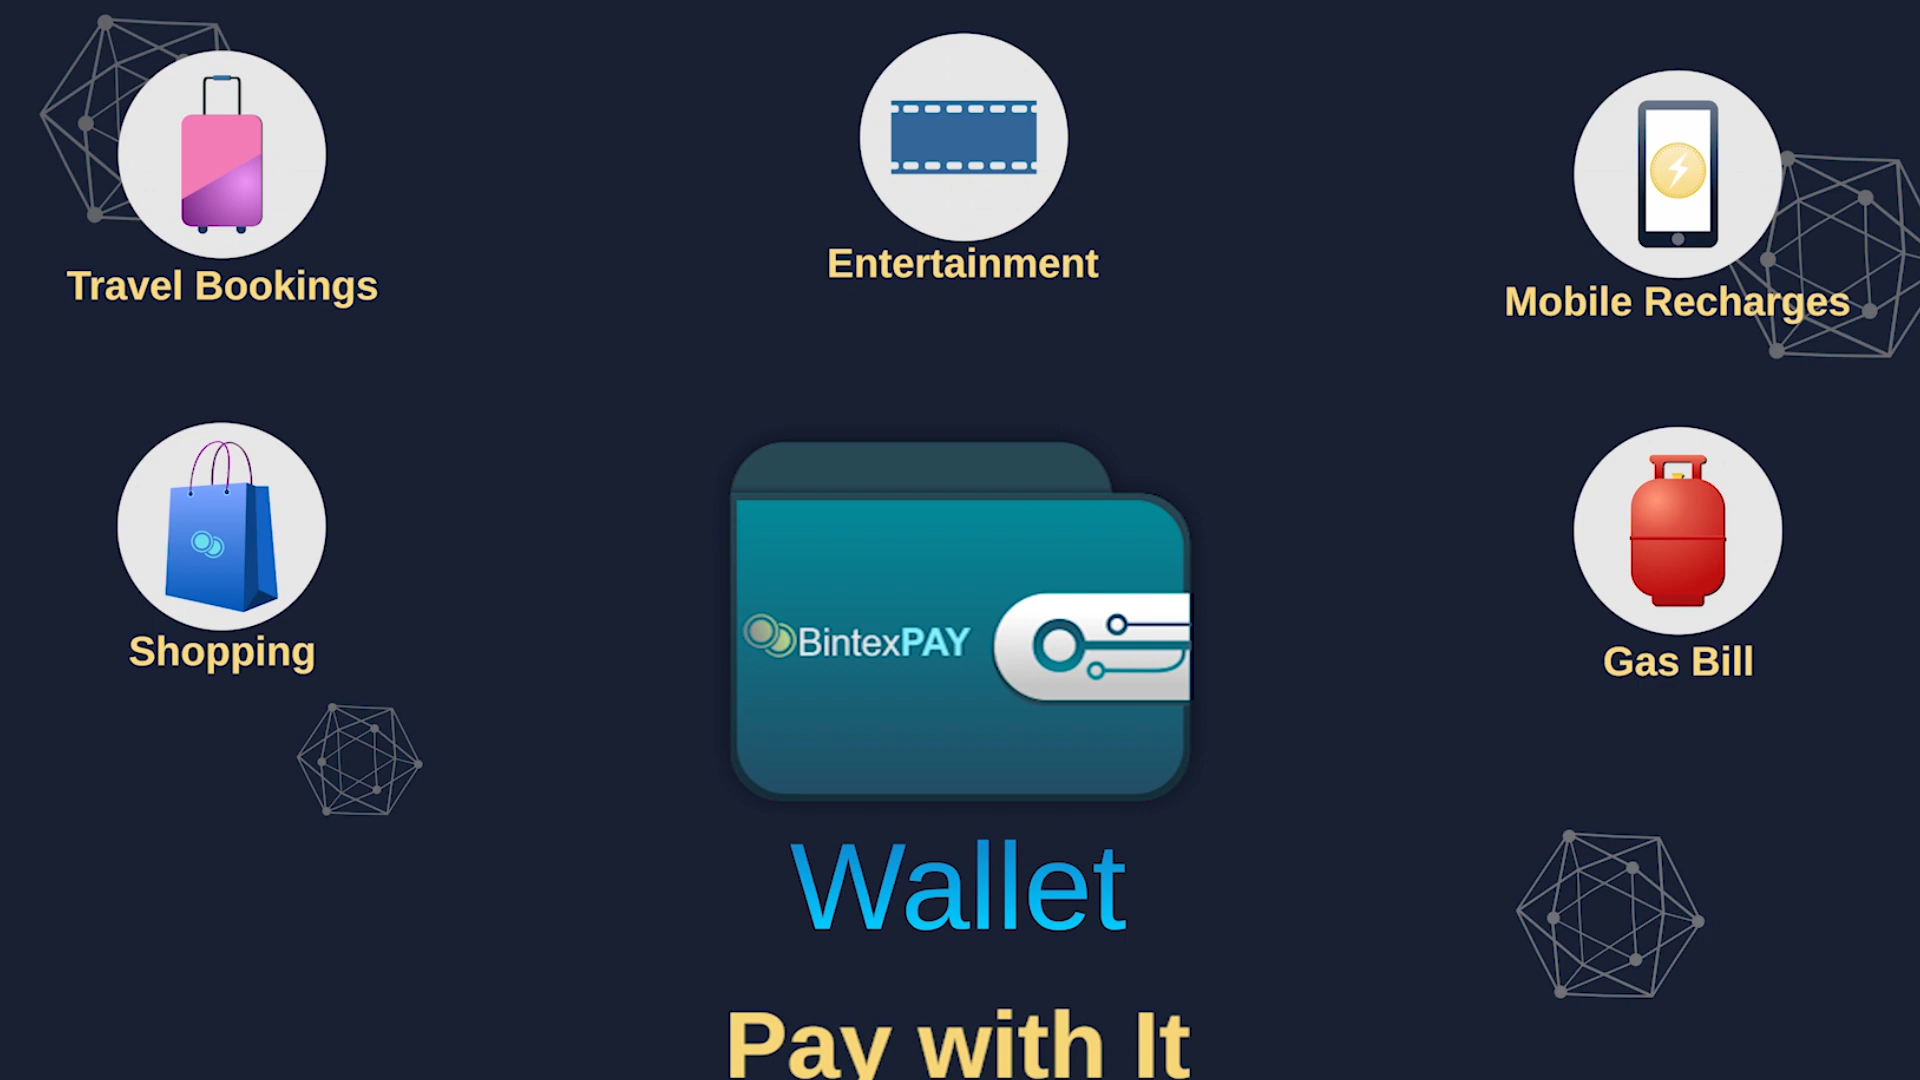 Travel Bookings
Entertainment
Mobile Recharges
Shopping
Gas Bill
BintexPAY
Wallet
Pay with It